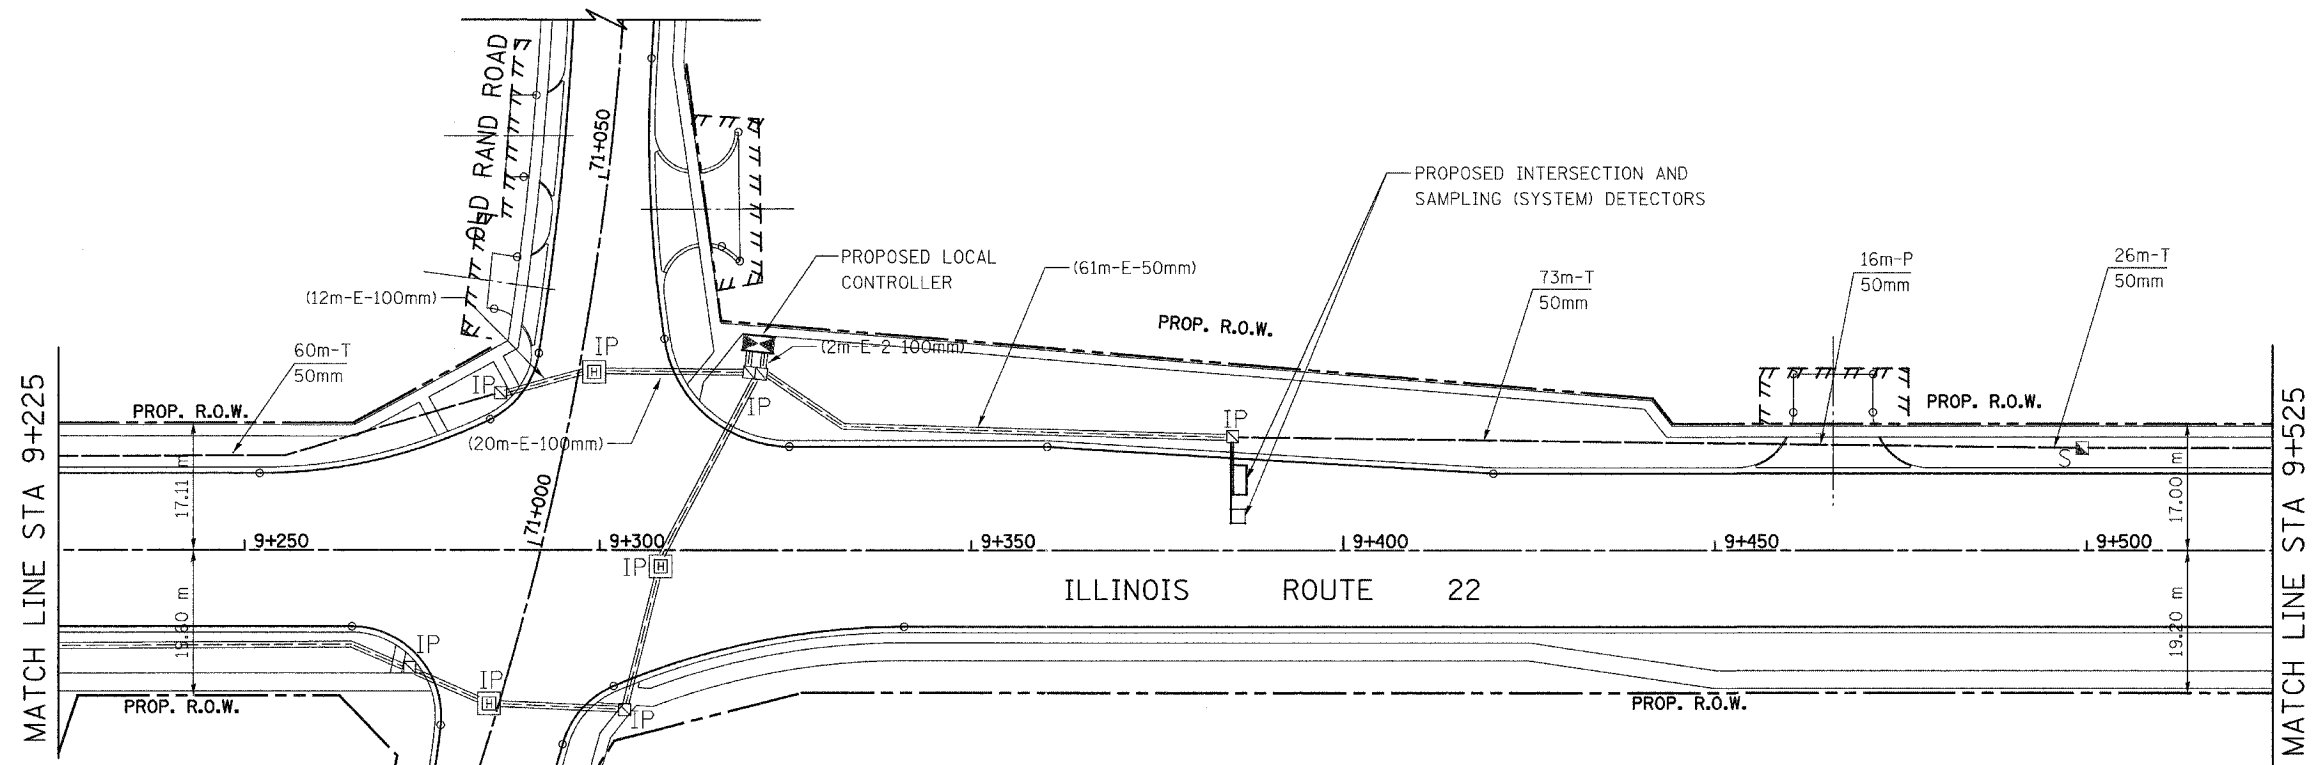 OLD RAND ROAD
71+050
PROPOSED INTERSECTION AND
SAMPLING (SYSTEM) DETECTORS
PROPOSED LOCAL
CONTROLLER
(61m-E-50mm)
73m-T
50mm
16m-P
50mm
26m-T
50mm
(12m-E-100mm)
PROP. R.O.W.
60m-T
50mm
IP
(2m-E-2 100mm)
IP
PROP. R.O.W.
IP
IP
PROP. R.O.W.
(20m-E-100mm)
S
MATCH LINE STA 9+225
17.11 m
71+000
17.00 m
MATCH LINE STA 9+525
9+250
9+300
9+350
9+400
9+450
9+500
H
IP H
ILLINOIS ROUTE 22
19.60 m
19.20 m
IP
IP
H
IP
PROP. R.O.W.
PROP. R.O.W.